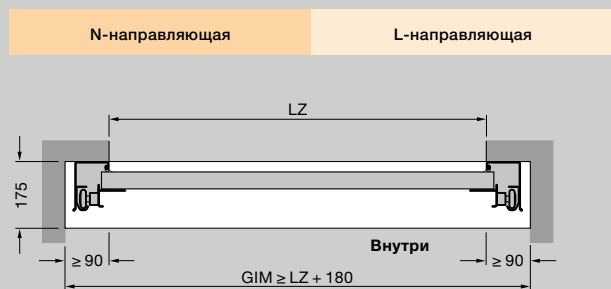 N-направляющая
L-направляющая
LZ
175
Внутри
≥ 90
≥ 90
GIM ≥ LZ + 180